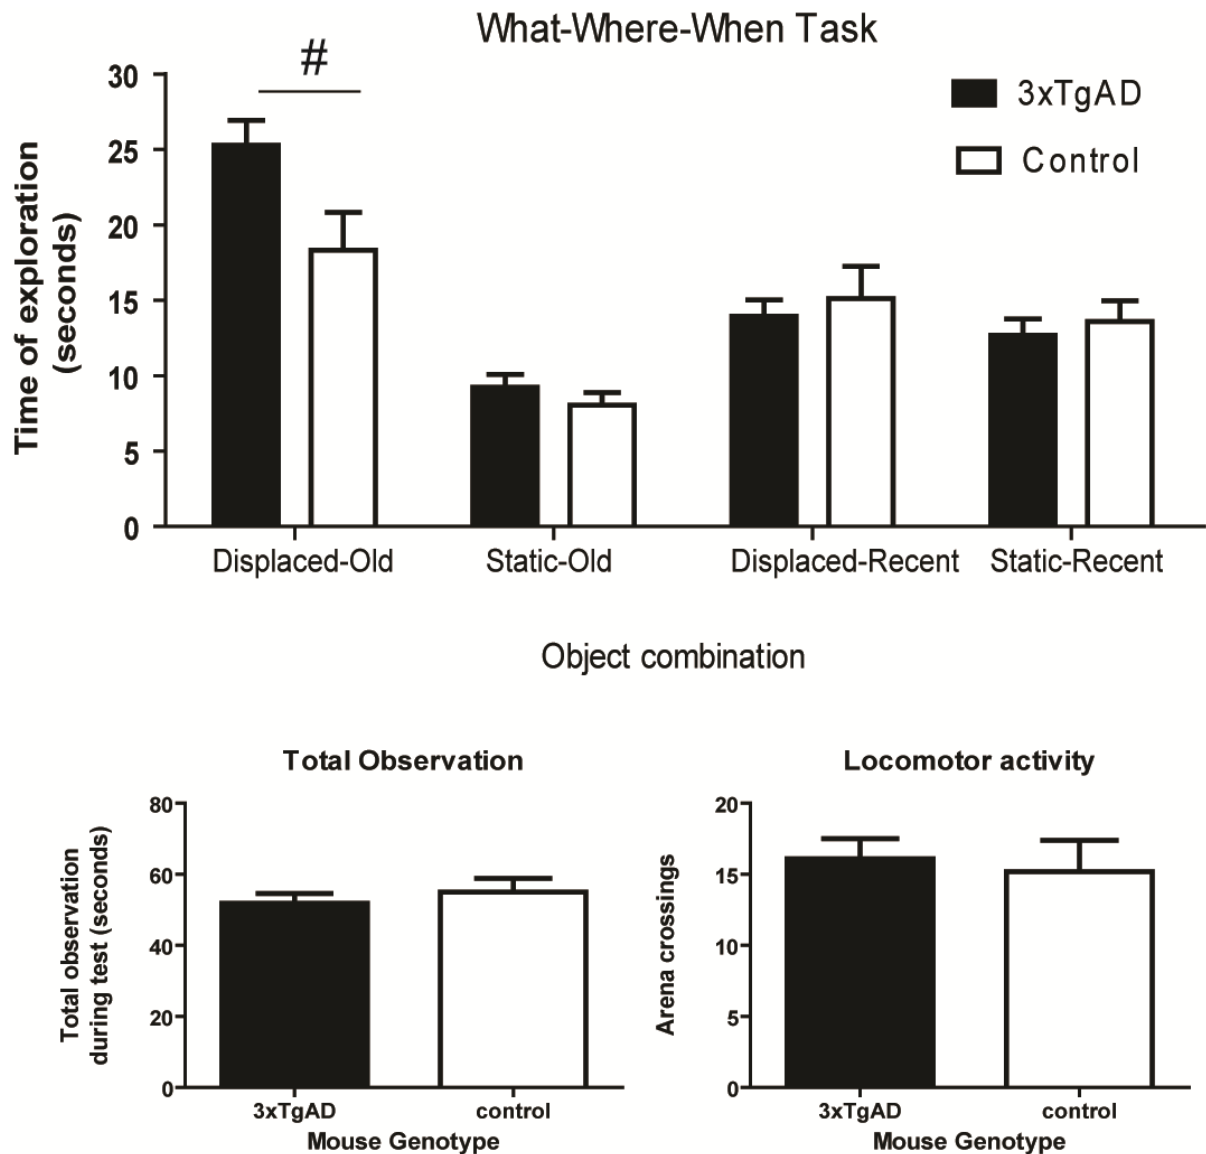 What-Where-When Task
#
3xTgAD
Control
Time of exploration
(seconds)
30
25
20
15
10
5
0
Displaced-Old
Static-Old
Displaced-Recent
Static-Recent
Object combination
Total Observation
Total observation
during test (seconds)
80
60
40
20
0
3xTgAD
control
Mouse Genotype
Locomotor activity
Arena crossings
20
15
10
5
0
3xTgAD
control
Mouse Genotype